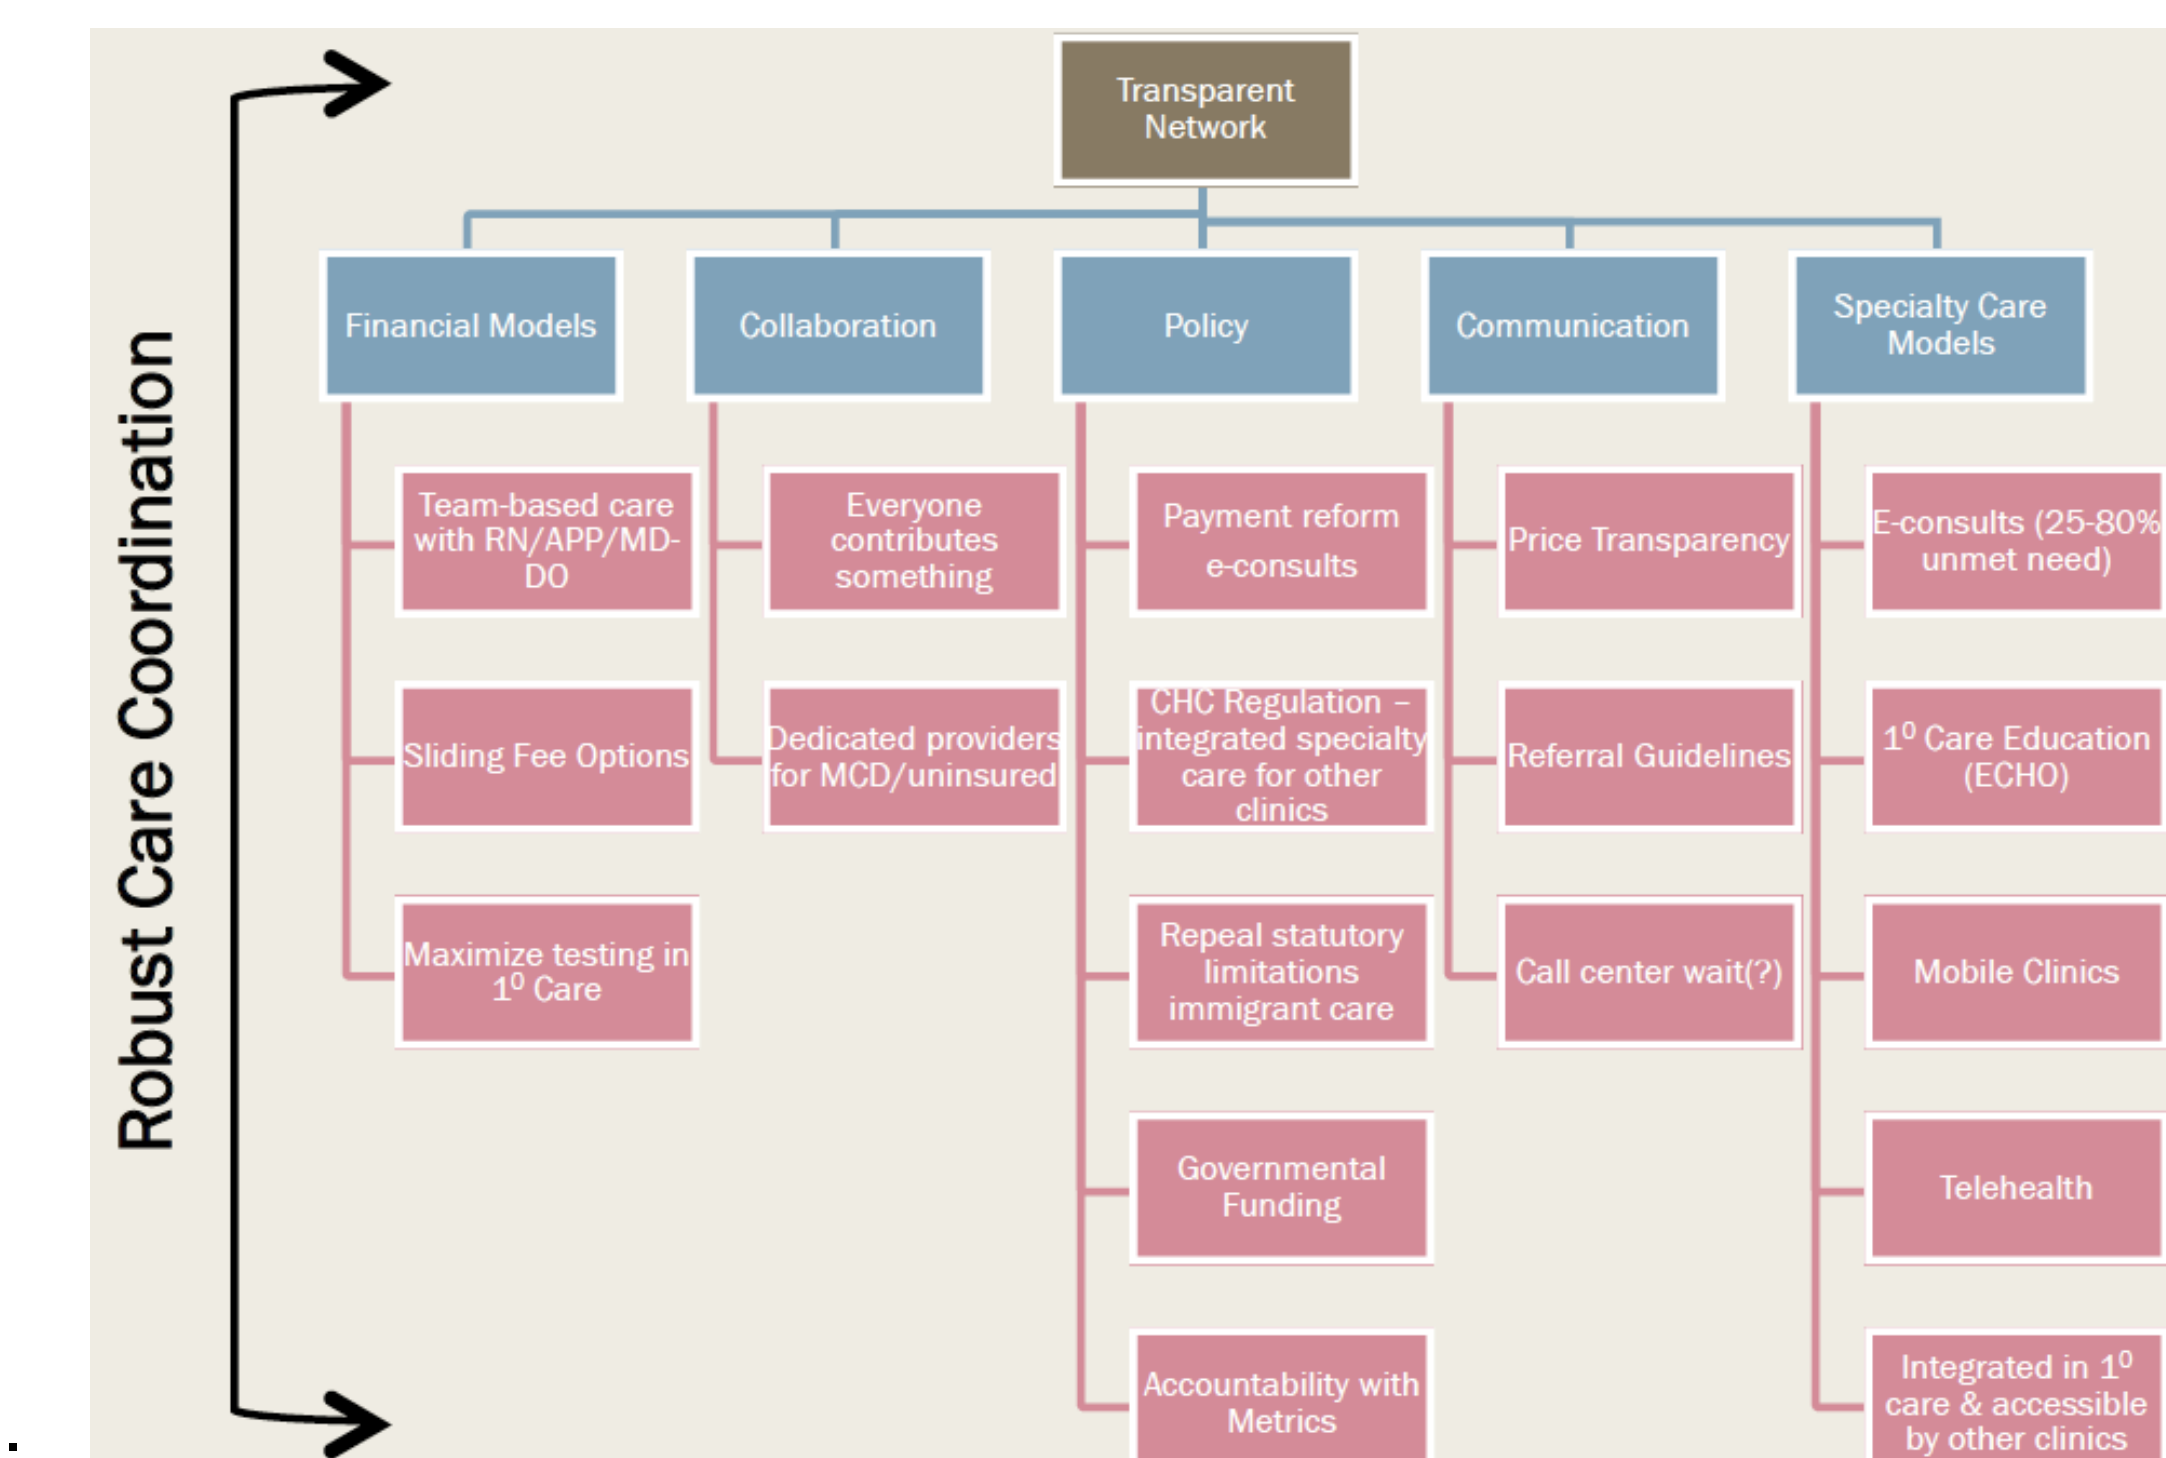 Robust Care Coordination
Transparent
Network
Financial Models
Team-based care
with RN/APP/MD-
DO
Sliding Fee Options
Maximize testing in
1⁰ Care
Collaboration
Everyone
contributes
something
Dedicated providers
for MCD/uninsured
Policy
Payment reform
e-consults
CHC Regulation –
integrated specialty
care for other
clinics
Repeal statutory
limitations
immigrant care
Governmental
Funding
Accountability with
Metrics
Communication
Price Transparency
Referral Guidelines
Call center wait(?)
Specialty Care
Models
E-consults (25-80%
unmet need)
1⁰ Care Education
(ECHO)
Mobile Clinics
Telehealth
Integrated in 1⁰
care & accessible
by other clinics